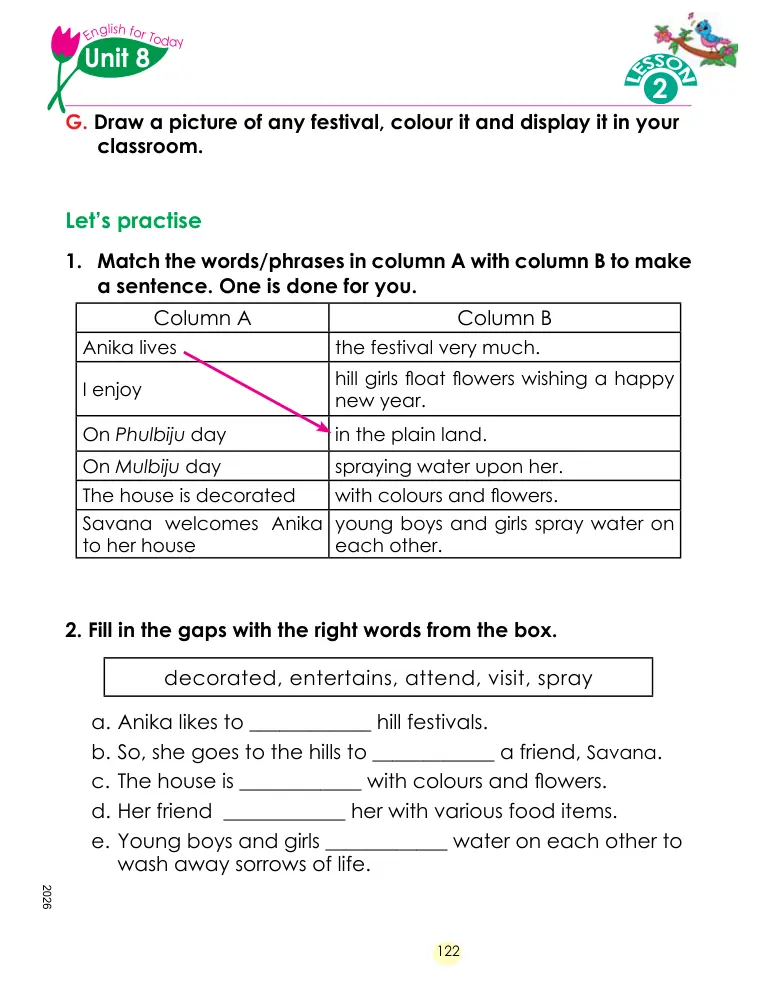 English for Today
Unit 8
LESSON
2
G. Draw a picture of any festival, colour it and display it in your
classroom.
Let's practise
1. Match the words/phrases in column A with column B to make
a sentence. One is done for you.
Column A Column B
Anika lives the festival very much.
I enjoy hill girls float flowers wishing a happy
new year.
On Phulbiju day in the plain land.
On Mulbiju day spraying water upon her.
The house is decorated with colours and flowers.
Savana welcomes Anika young boys and girls spray water on
to her house each other.
2. Fill in the gaps with the right words from the box.
decorated, entertains, attend, visit, spray
a. Anika likes to ____________ hill festivals.
b. So, she goes to the hills to ____________ a friend, Savana.
c. The house is ____________ with colours and flowers.
d. Her friend ____________ her with various food items.
e. Young boys and girls ____________ water on each other to
wash away sorrows of life.
2026
122